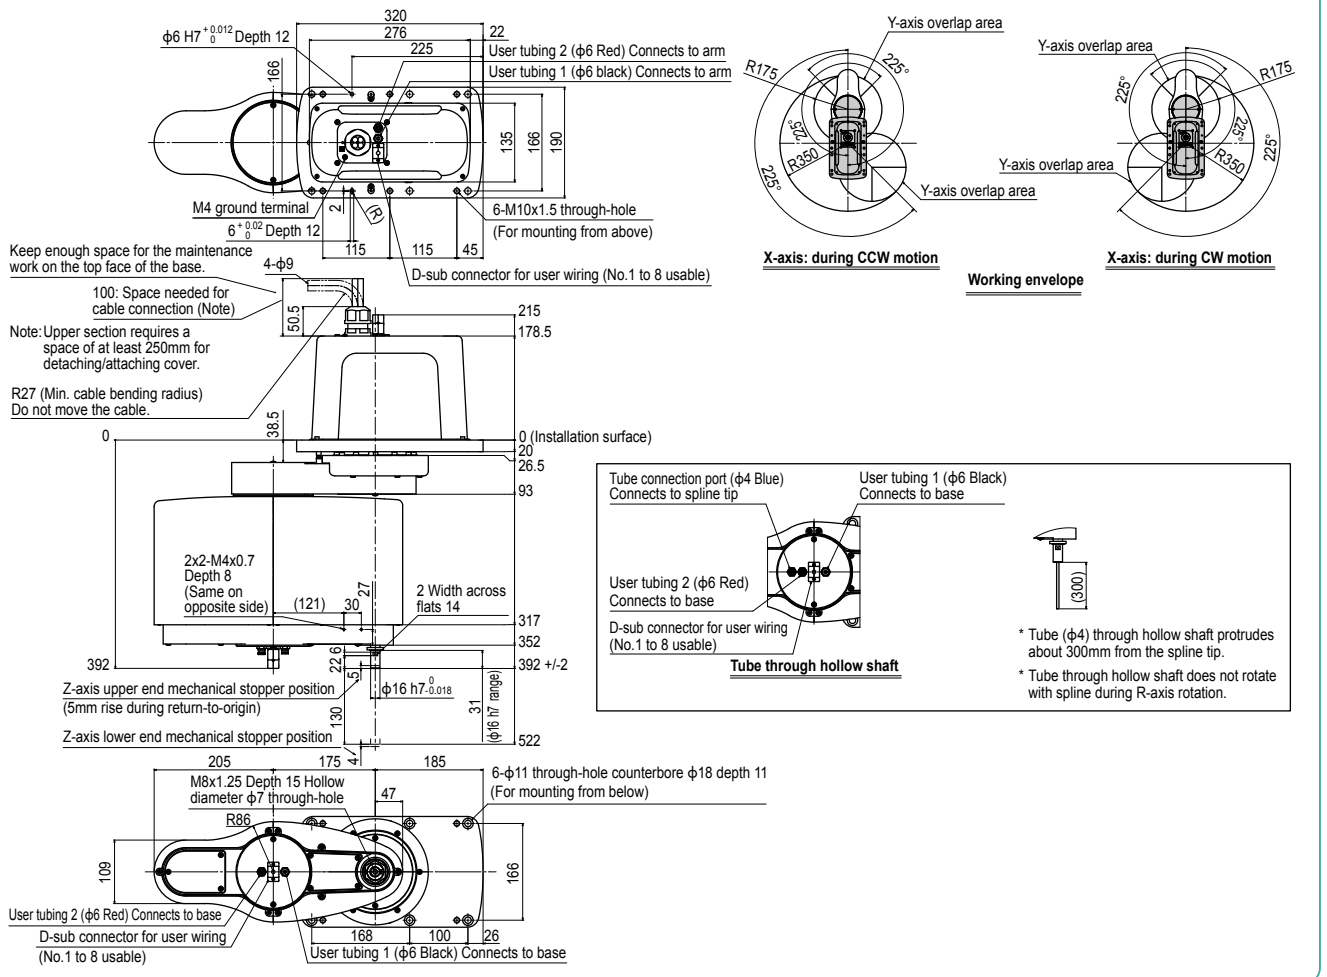 320
276
22
225
φ6 H7 +0.012 0 Depth 12
User tubing 2 (φ6 Red) Connects to arm
User tubing 1 (φ6 black) Connects to arm
166
135
166
190
M4 ground terminal
2
(R)
6 +0.02 0 Depth 12
115
115
45
6-M10x1.5 through-hole
(For mounting from above)
D-sub connector for user wiring (No.1 to 8 usable)
Y-axis overlap area
R175
225°
225°
R350
225°
Y-axis overlap area
X-axis: during CCW motion
Y-axis overlap area
R175
225°
225°
R350
225°
Y-axis overlap area
X-axis: during CW motion
Working envelope
Keep enough space for the maintenance
work on the top face of the base.
4-φ9
100: Space needed for
cable connection (Note)
50.5
Note: Upper section requires a
space of at least 250mm for
detaching/attaching cover.
R27 (Min. cable bending radius)
Do not move the cable.
215
178.5
38.5
0
0 (Installation surface)
20
26.5
93
2x2-M4x0.7
Depth 8
(Same on
opposite side)
(121)
30
27
2 Width across
flats 14
317
352
392
392 +/-2
6
22
5
φ16 h7 0 -0.018
Z-axis upper end mechanical stopper position
(5mm rise during return-to-origin)
130
31
(φ16 h7 range)
Z-axis lower end mechanical stopper position
4
522
Tube connection port (φ4 Blue)
Connects to spline tip
User tubing 1 (φ6 Black)
Connects to base
User tubing 2 (φ6 Red)
Connects to base
D-sub connector for user wiring
(No.1 to 8 usable)
Tube through hollow shaft
(300)
* Tube (φ4) through hollow shaft protrudes
about 300mm from the spline tip.
* Tube through hollow shaft does not rotate
with spline during R-axis rotation.
205
175
185
M8x1.25 Depth 15 Hollow
diameter φ7 through-hole
47
6-φ11 through-hole counterbore φ18 depth 11
(For mounting from below)
R86
109
166
User tubing 2 (φ6 Red) Connects to base
D-sub connector for user wiring
(No.1 to 8 usable)
168
100
26
User tubing 1 (φ6 Black) Connects to base